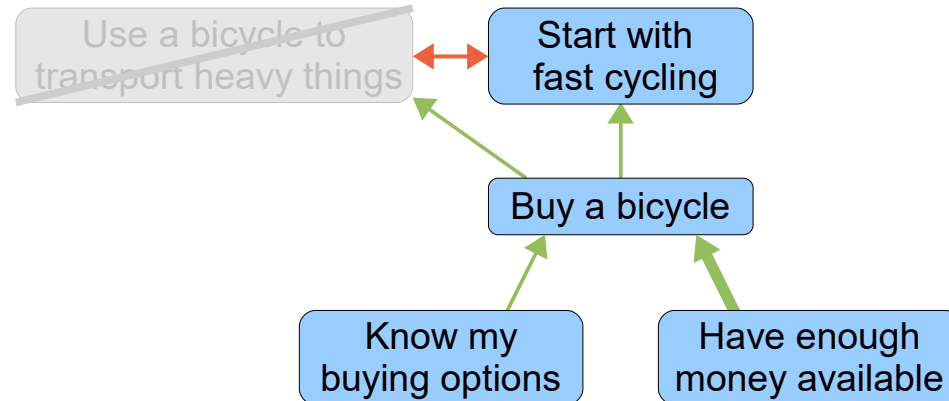 Use a bicycle to
transport heavy things
Start with
fast cycling
Buy a bicycle
Know my
buying options
Have enough
money available